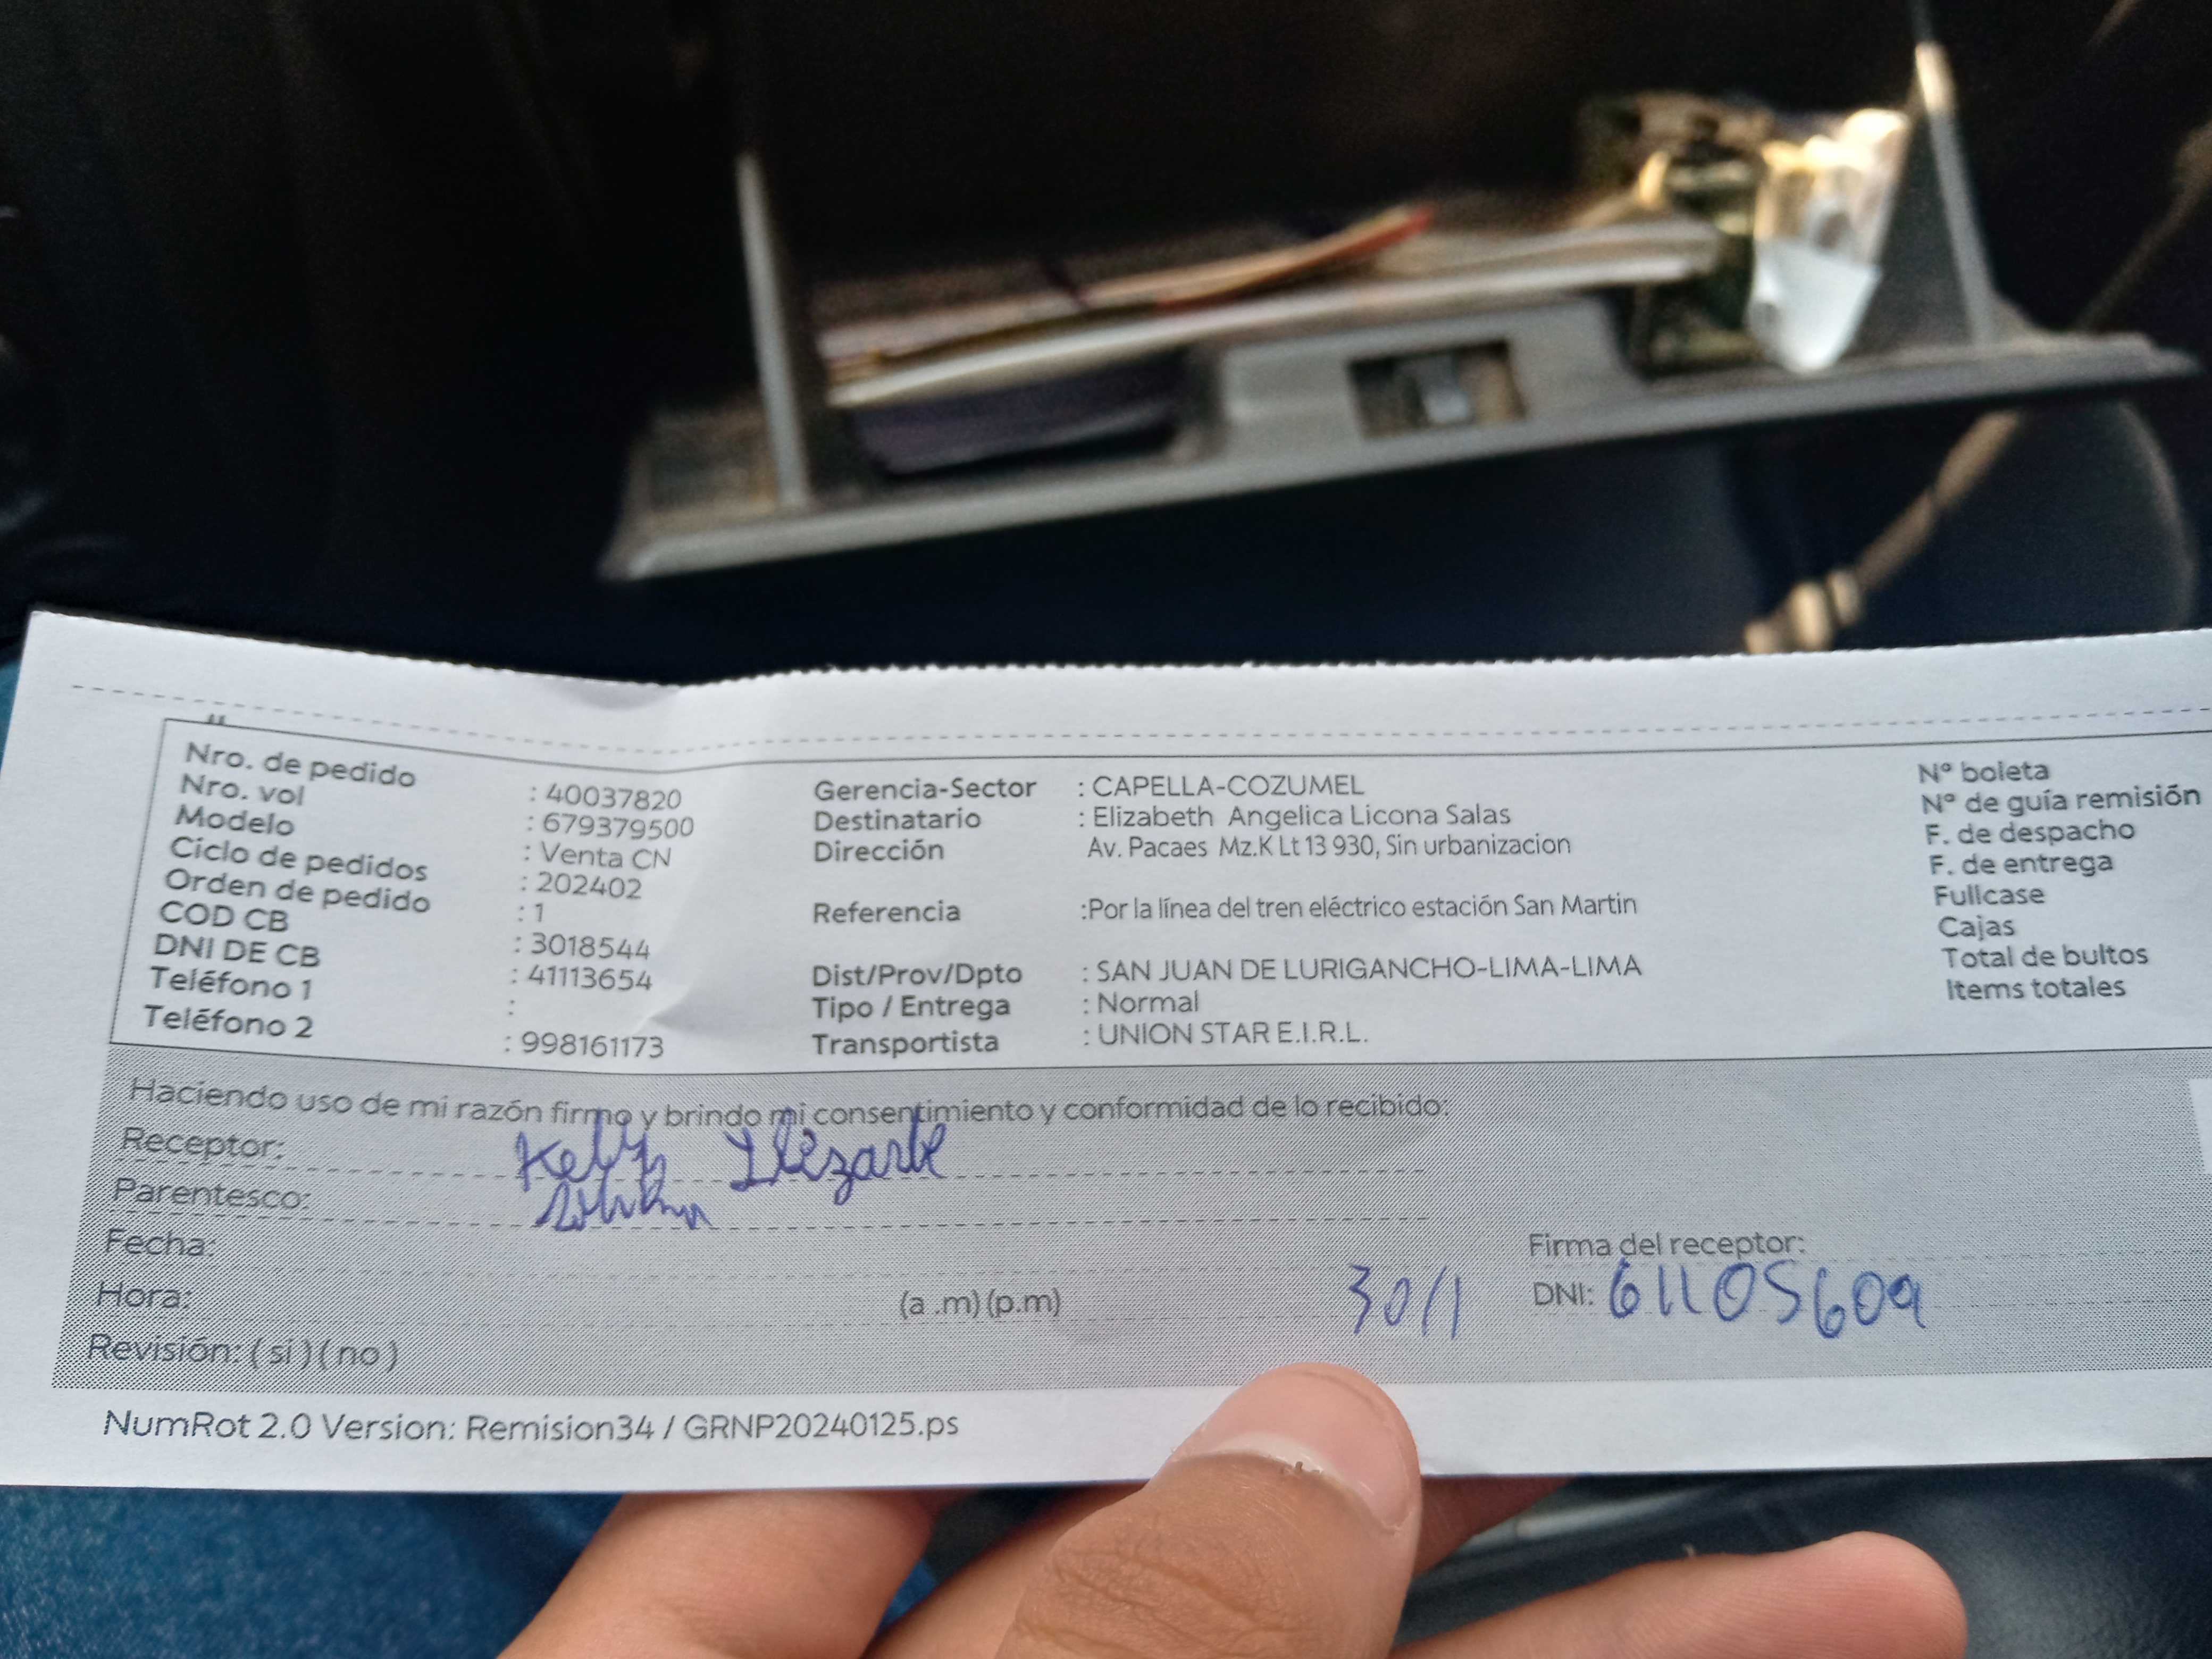 Nro. de pedido : 40037820 Gerencia-Sector : CAPELLA-COZUMEL N° boleta
Nro. vol : 679379500 Destinatario : Elizabeth Angelica Licona Salas N° de guía remisión
Modelo : Venta CN Dirección Av. Pacaes Mz.K Lt 13 930, Sin urbanizacion F. de despacho
Ciclo de pedidos : 202402 F. de entrega
Orden de pedido : 1 Referencia :Por la línea del tren eléctrico estación San Martin Fullcase
COD CB : 3018544 Cajas
DNI DE CB : 41113654 Dist/Prov/Dpto : SAN JUAN DE LURIGANCHO-LIMA-LIMA Total de bultos
Teléfono 1 : Tipo / Entrega : Normal Items totales
Teléfono 2 : 998161173 Transportista : UNION STAR E.I.R.L.
Haciendo uso de mi razón firmo y brindo mi consentimiento y conformidad de lo recibido:
Receptor: Kelly
Parentesco:
Fecha: Firma del receptor:
Hora: (a .m) (p.m) 30/1 DNI: 61105609
Revisión: ( si ) ( no )
NumRot 2.0 Version: Remision34 / GRNP20240125.ps